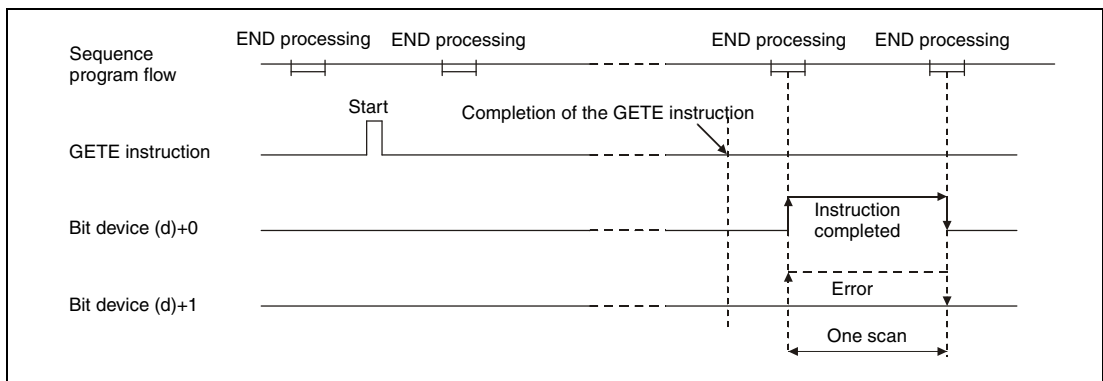 END processing END processing END processing END processing
Sequence
program flow
Start
Completion of the GETE instruction
GETE instruction
Bit device (d)+0
Instruction
completed
Bit device (d)+1
Error
One scan